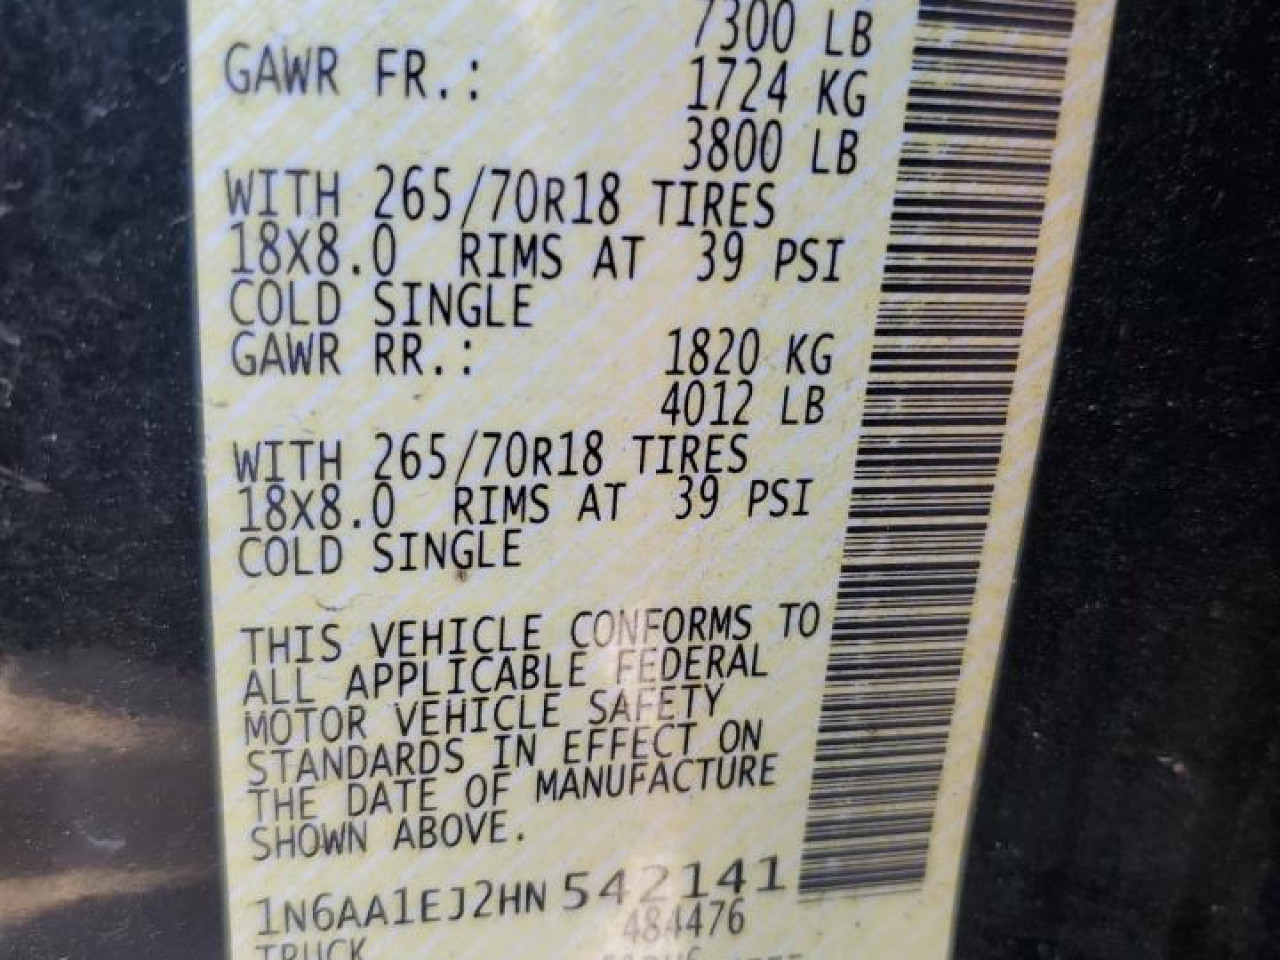 7300 LB
GAWR FR.: 1724 KG
3800 LB
WITH 265/70R18 TIRES
18X8.0 RIMS AT 39 PSI
COLD SINGLE
GAWR RR.: 1820 KG
4012 LB
WITH 265/70R18 TIRES
18X8.0 RIMS AT 39 PSI
COLD SINGLE
THIS VEHICLE CONFORMS TO
ALL APPLICABLE FEDERAL
MOTOR VEHICLE SAFETY
STANDARDS IN EFFECT ON
THE DATE OF MANUFACTURE
SHOWN ABOVE.
1N6AA1EJ2HN542141
484476
TRUCK